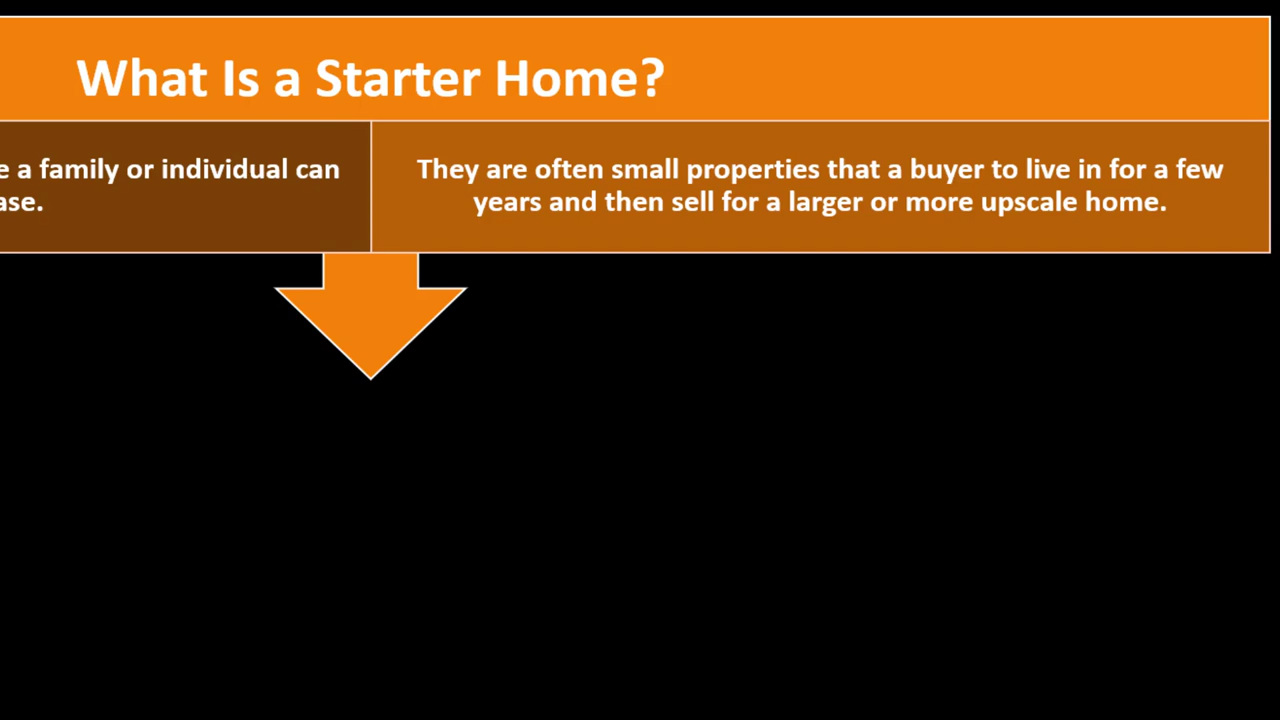 What Is a Starter Home?
e a family or individual can
ase.
They are often small properties that a buyer to live in for a few
years and then sell for a larger or more upscale home.